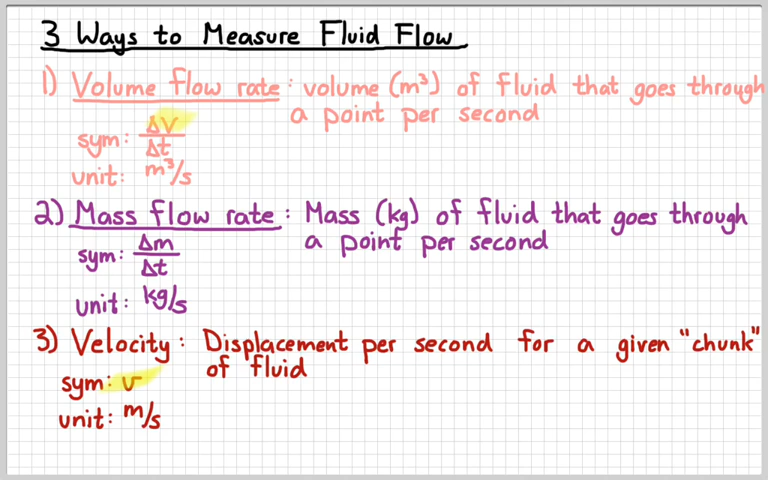 3 Ways to Measure Fluid Flow
1) Volume flow rate : volume (m³) of fluid that goes through
a point per second
sym: ΔV/Δt
unit: m³/s
2) Mass flow rate : Mass (kg) of fluid that goes through
a point per second
sym: Δm/Δt
unit: kg/s
3) Velocity : Displacement per second for a given "chunk"
of fluid
sym: v
unit: m/s